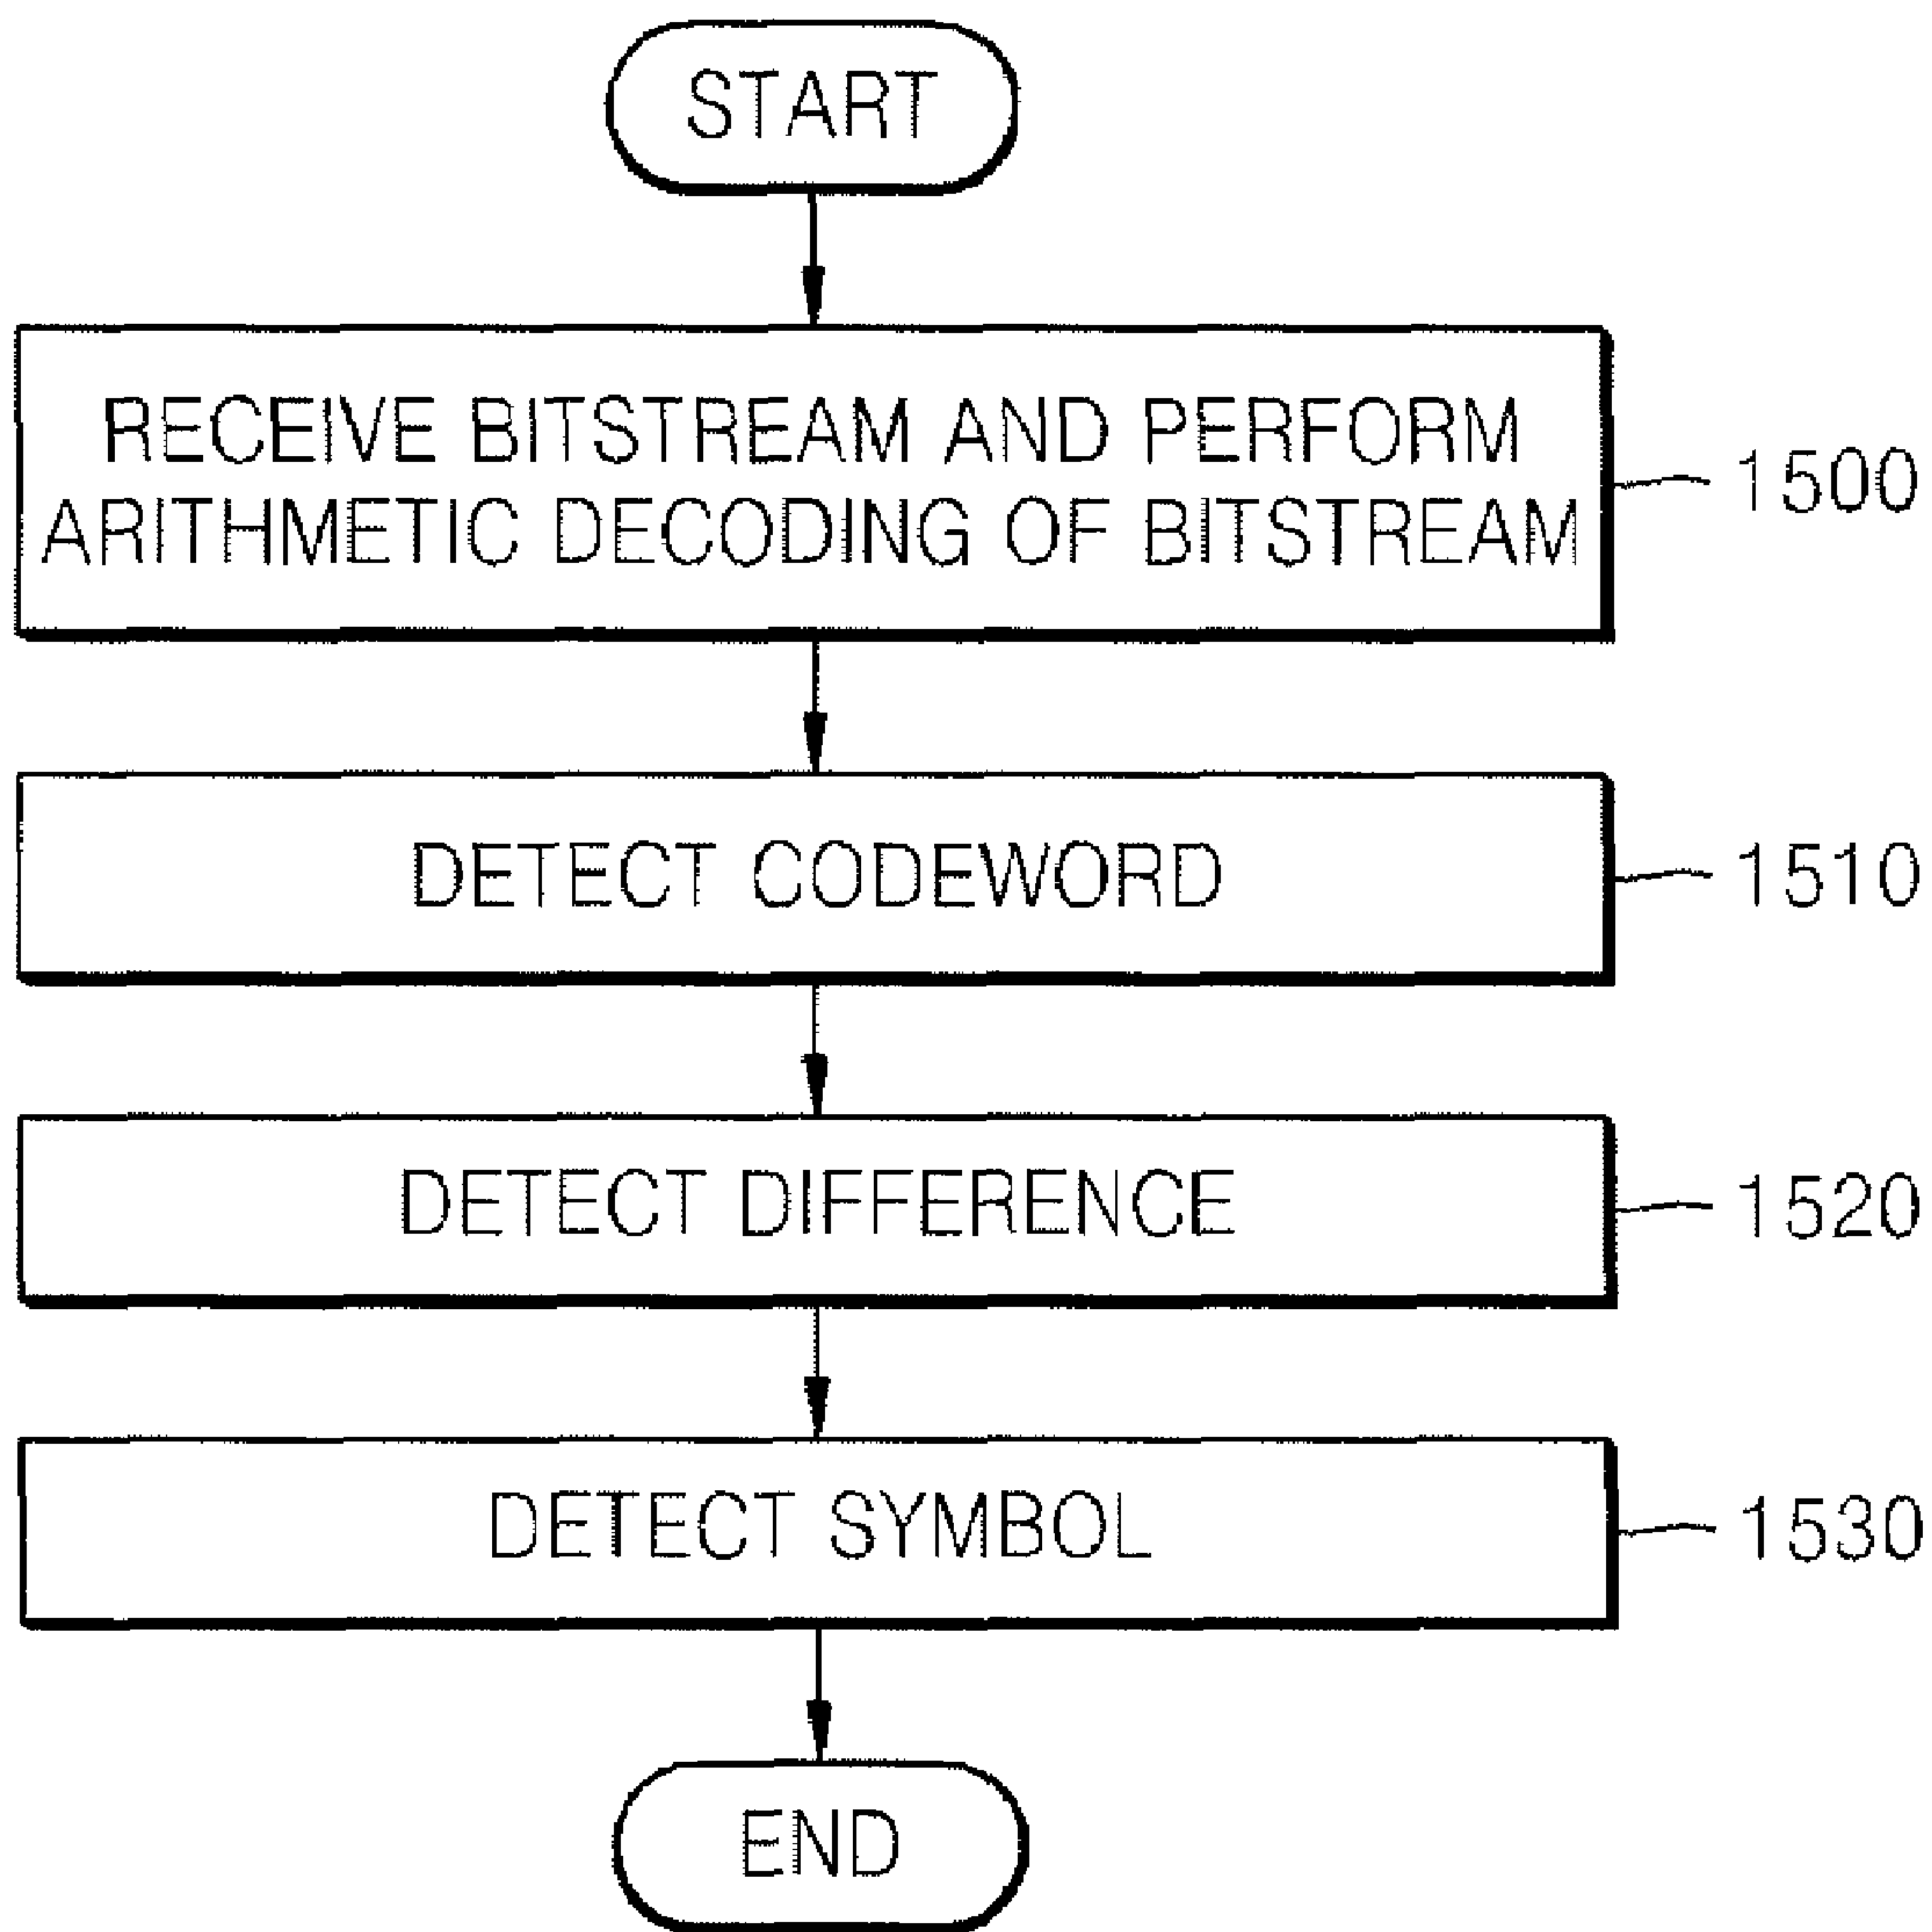 START
RECEIVE BITSTREAM AND PERFORM
ARITHMETIC DECODING OF BITSTREAM
1500
DETECT CODEWORD
1510
DETECT DIFFERENCE
1520
DETECT SYMBOL
1530
END